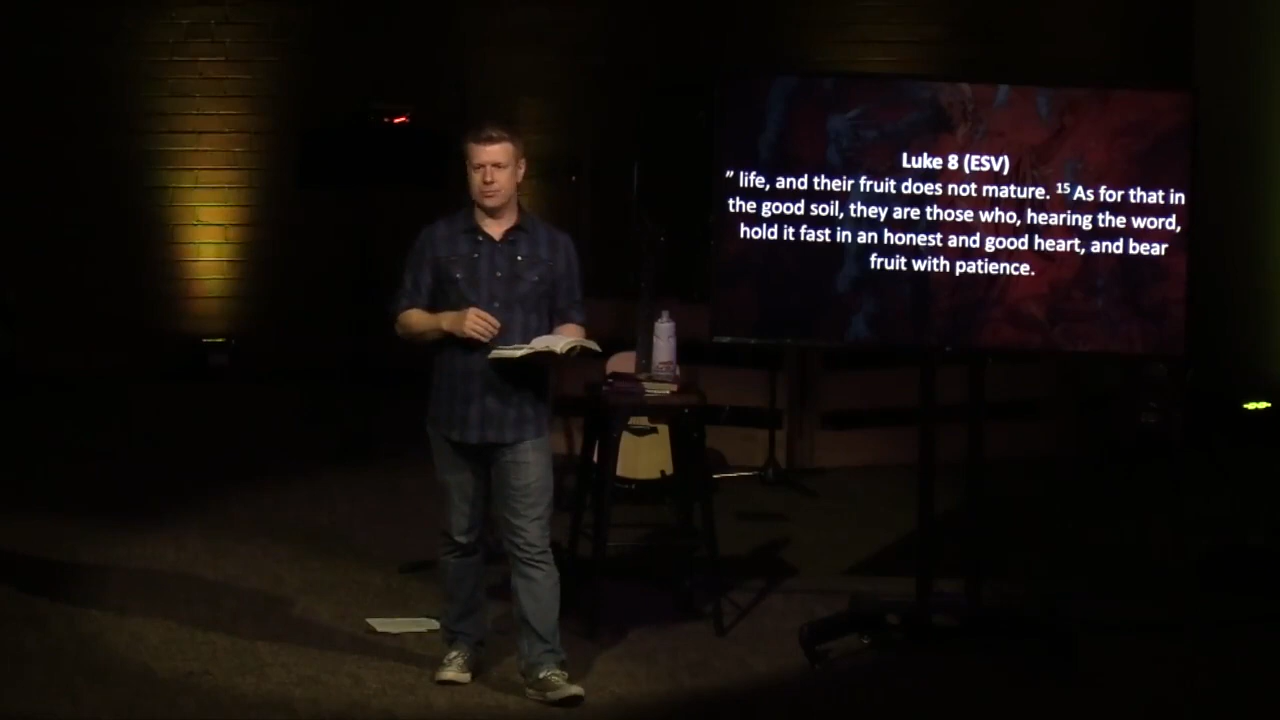 Luke 8 (ESV)
” life, and their fruit does not mature. ¹⁵ As for that in
the good soil, they are those who, hearing the word,
hold it fast in an honest and good heart, and bear
fruit with patience.